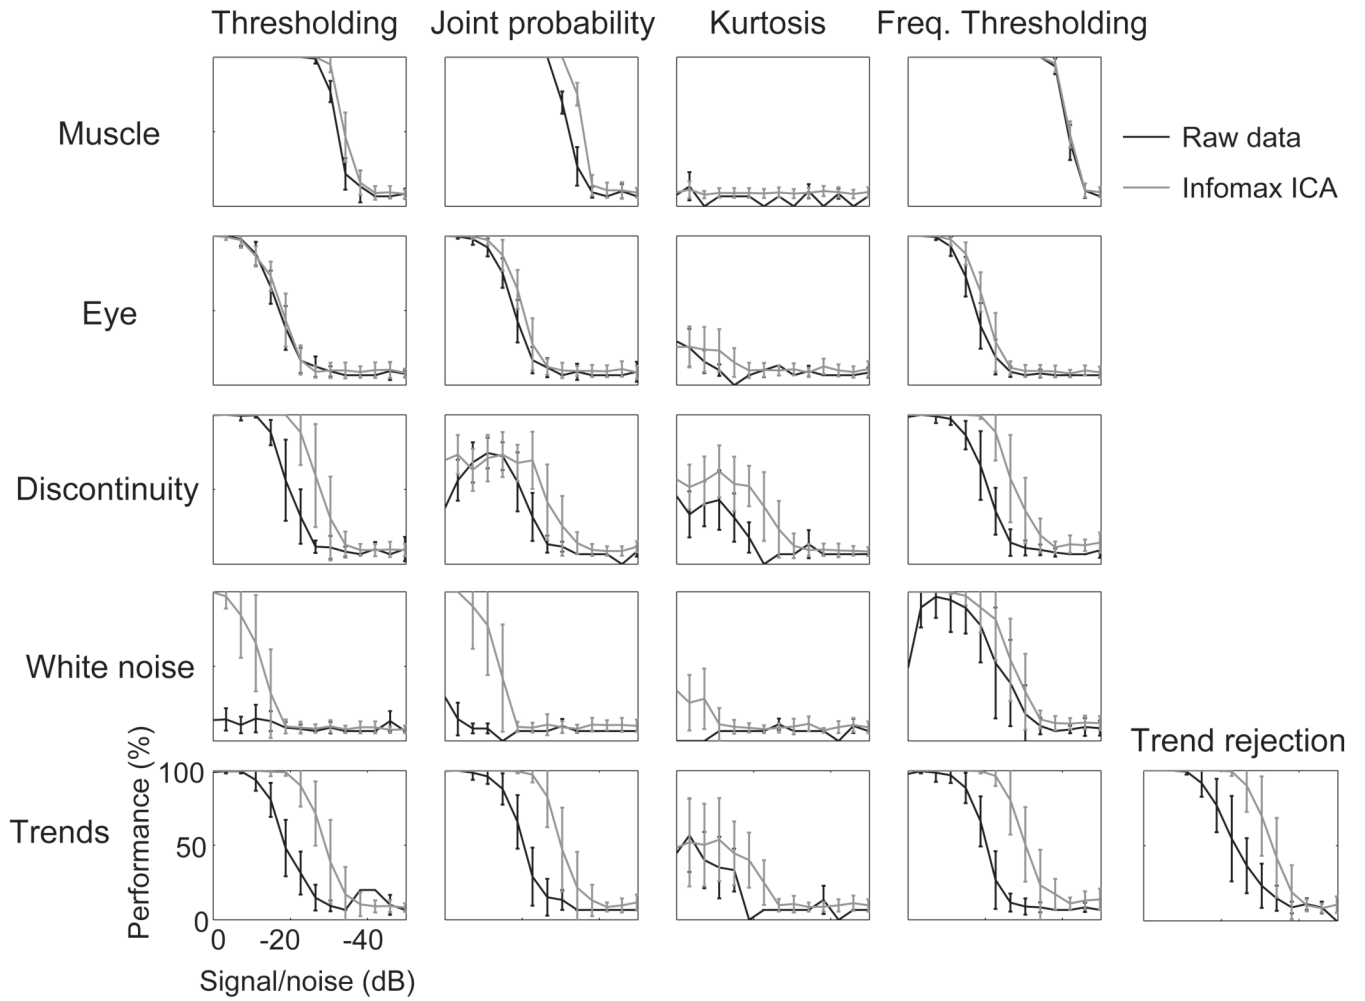 Thresholding Joint probability Kurtosis Freq. Thresholding
Muscle
Raw data
Infomax ICA
Eye
Discontinuity
White noise
Trend rejection
Trends
Performance (%)
100
50
0
0 -20 -40
Signal/noise (dB)